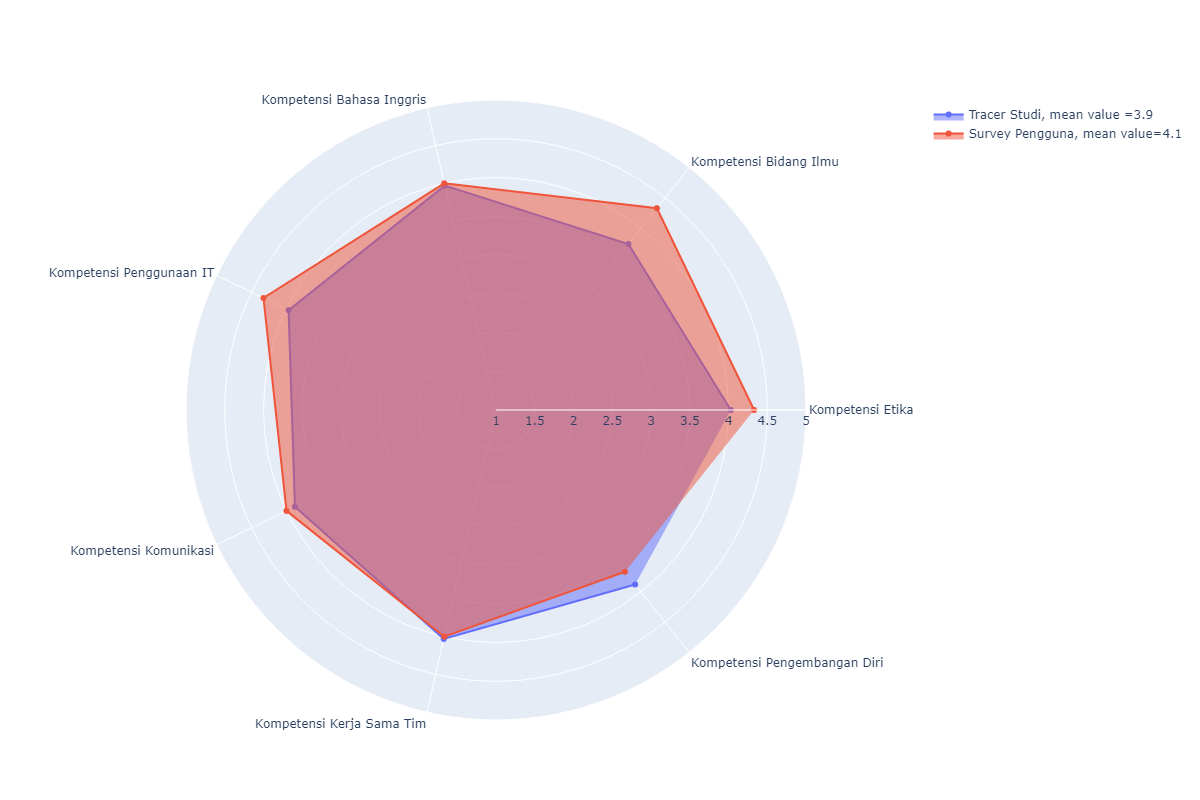 Kompetensi Bahasa Inggris
Tracer Studi, mean value =3.9
Survey Pengguna, mean value=4.1
Kompetensi Bidang Ilmu
Kompetensi Penggunaan IT
Kompetensi Etika
1 1.5 2 2.5 3 3.5 4 4.5 5
Kompetensi Komunikasi
Kompetensi Pengembangan Diri
Kompetensi Kerja Sama Tim